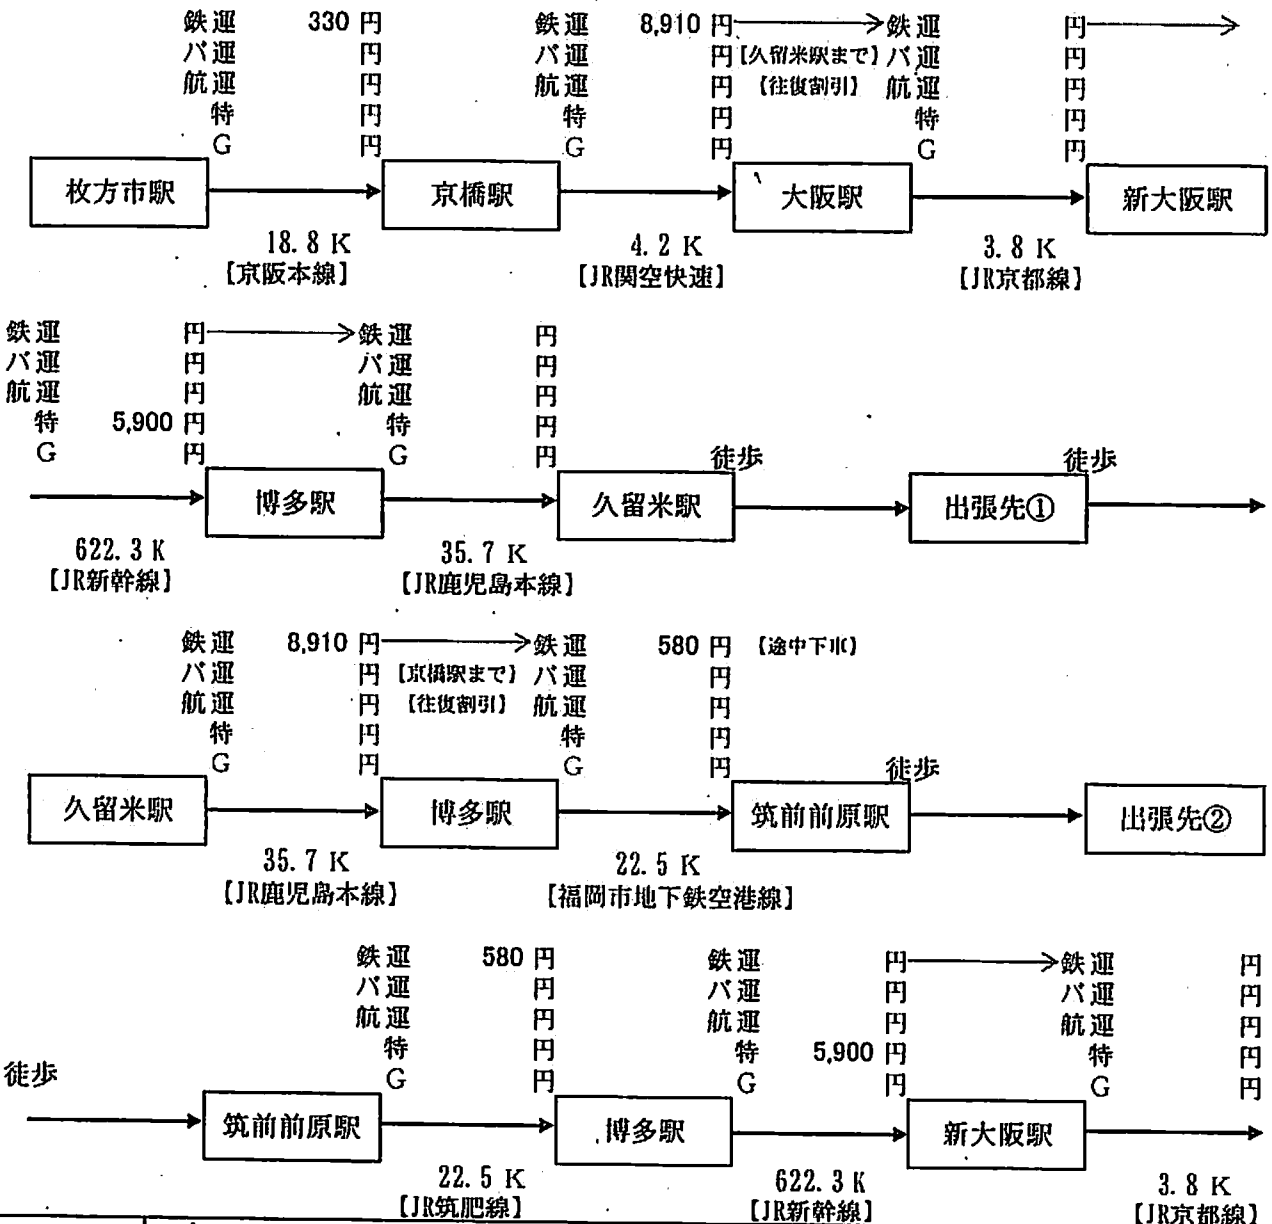 鉄運 330 円 鉄運 8,910 円 鉄運 円
バ運 円 バ運 円【久留米駅まで】バ運 円
航運 円 航運 円【往復割引】航運 円
特 円 特 円 特 円
G 円 G 円 G 円
枚方市駅 京橋駅 大阪駅 新大阪駅
18.8 K 4.2 K 3.8 K
【京阪本線】 【JR関空快速】 【JR京都線】
鉄運 円 鉄運 円
バ運 円 バ運 円
航運 円 航運 円
特 5,900 円 特 円
G 円 G 円
徒歩 徒歩
博多駅 久留米駅 出張先①
622.3 K 35.7 K
【JR新幹線】 【JR鹿児島本線】
鉄運 8,910 円 鉄運 580 円 【途中下車】
バ運 円【京橋駅まで】バ運 円
航運 円【往復割引】航運 円
特 円 特 円
G 円 G 円 徒歩
久留米駅 博多駅 筑前前原駅 出張先②
35.7 K 22.5 K
【JR鹿児島本線】 【福岡市地下鉄空港線】
鉄運 580 円 鉄運 円 鉄運 円
バ運 円 バ運 円 バ運 円
航運 円 航運 円 航運 円
特 円 特 5,900 円 特 円
徒歩 G 円 G 円 G 円
筑前前原駅 博多駅 新大阪駅
22.5 K 622.3 K 3.8 K
【JR筑肥線】 【JR新幹線】 【JR京都線】